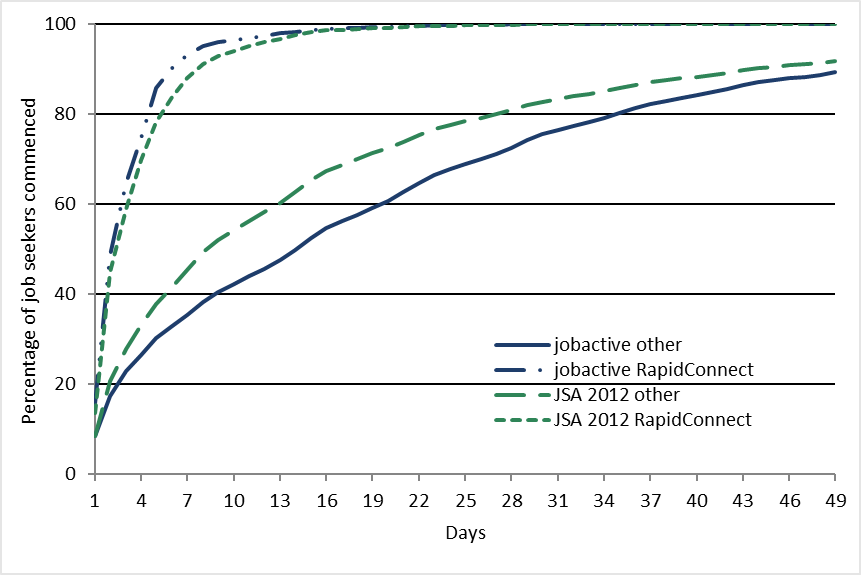 100
80
60
40
20
0
Percentage of job seekers commenced
jobactive other
jobactive RapidConnect
JSA 2012 other
JSA 2012 RapidConnect
1 4 7 10 13 16 19 22 25 28 31 34 37 40 43 46 49
Days